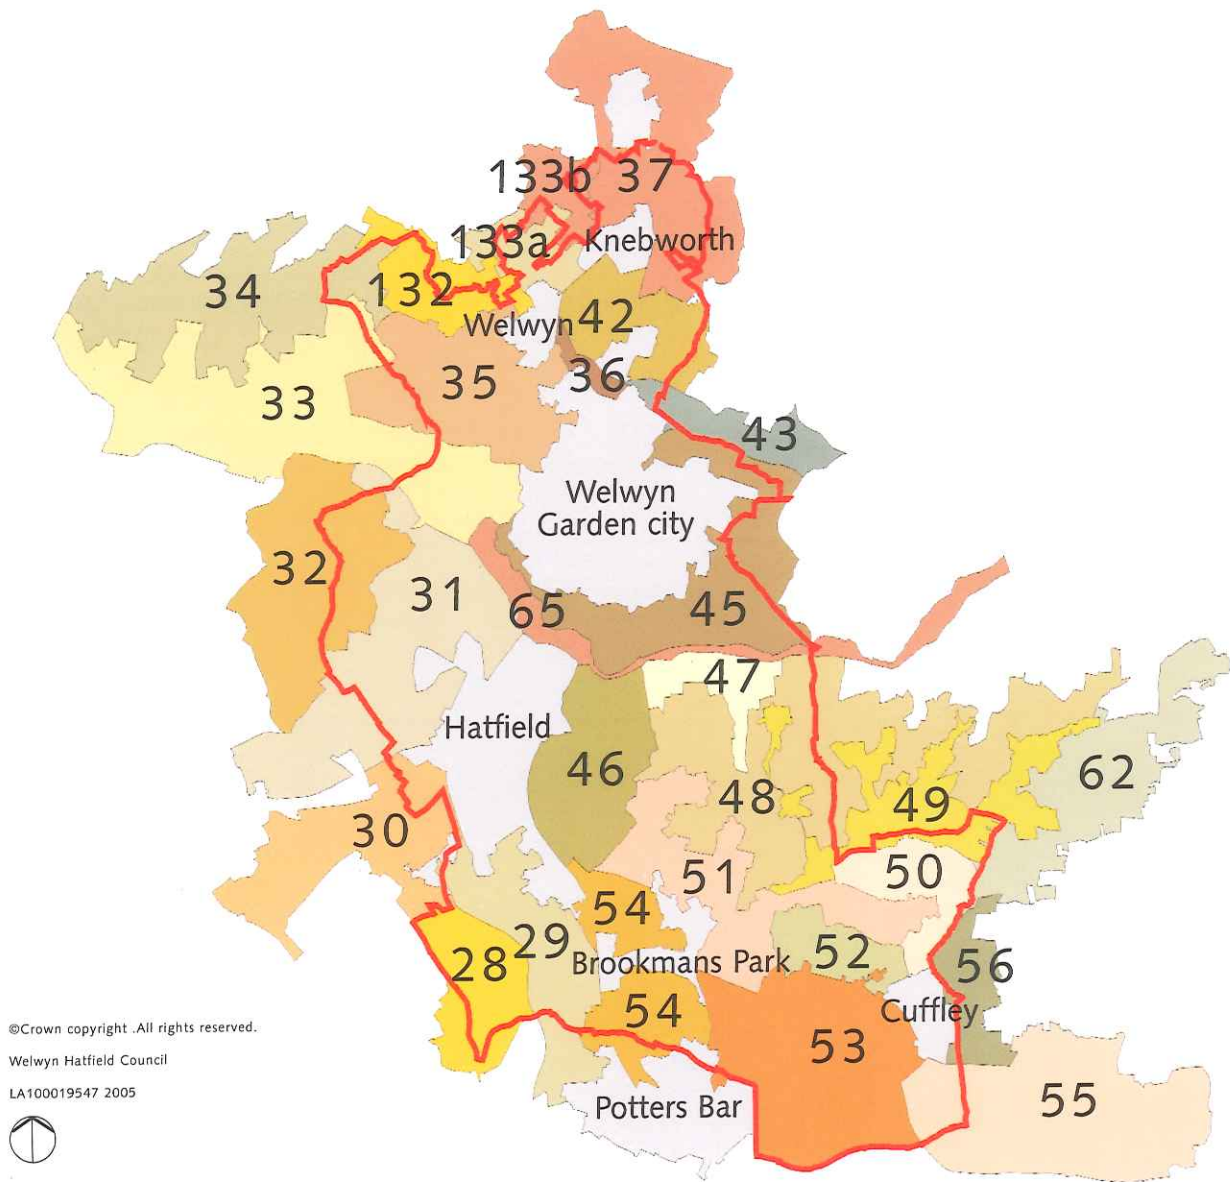 133b
37
133a
Knebworth
34
132
Welwyn
42
33
35
36
43
Welwyn
Garden city
32
31
65
45
47
Hatfield
46
48
49
62
30
51
50
54
28
29
Brookmans Park
52
56
54
Cuffley
53
Potters Bar
55
©Crown copyright .All rights reserved.
Welwyn Hatfield Council
LA100019547 2005